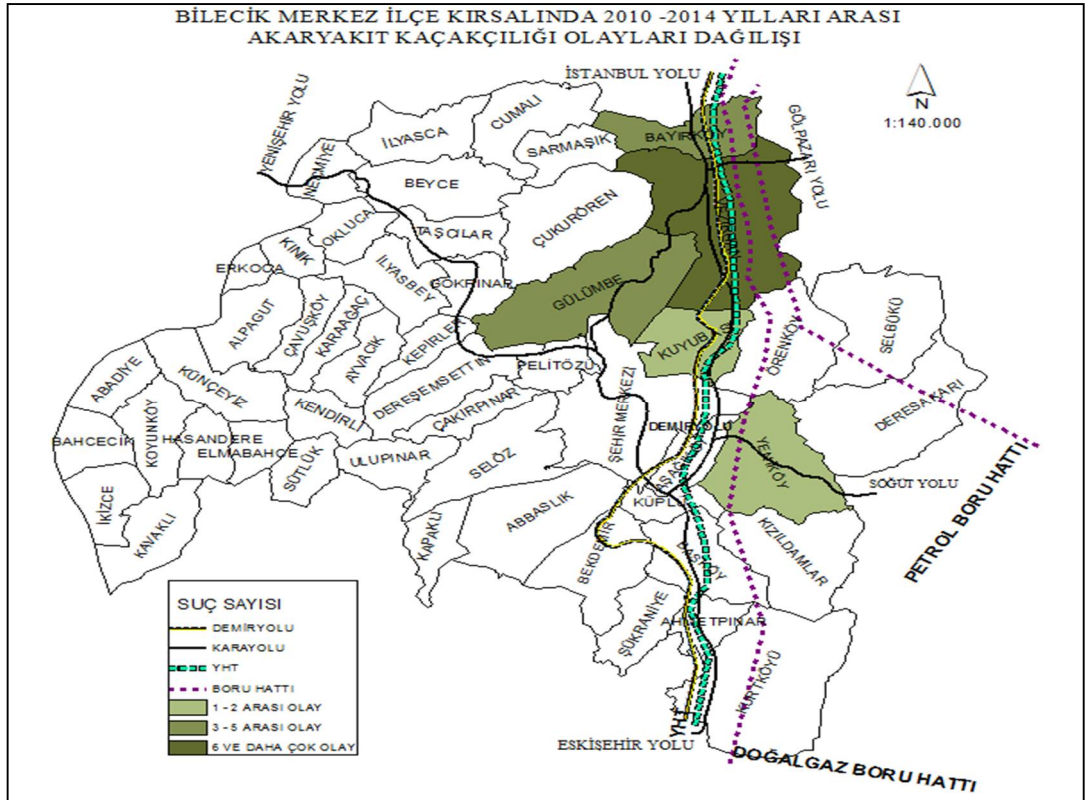 BİLECİK MERKEZ İLÇE KIRSALINDA 2010 -2014 YILLARI ARASI
AKARYAKIT KAÇAKÇILIĞI OLAYLARI DAĞILIŞI
İSTANBUL YOLU
N
1:140.000
YENİŞEHİR YOLU
GÖLPAZARI YOLU
CUMALI
İLYASCA
BAYIRKÖY
SARMAŞIK
NECMİYE
BEYCE
OKLUCA
TAŞCILAR
ÇUKURÖREN
KINIK
İLYASBEY
ERKOCA
GÖKPINAR
GÜLÜMBE
ALPAGUT
ÇAVUŞKÖY
KARAAĞAÇ
AYVACIK
KEPİRLER
KUYUBAŞI
ÖRENKÖY
SELBÜKÜ
ABADİYE
KÜNÇEYİZ
DEREŞEMSETTİN
PELİTÖZÜ
ÇAKIRPINAR
ŞEHİR MERKEZİ
DERESAKARI
KENDİRLİ
KOYUNKÖY
BAHCECİK
HASANDERE
ELMABAHÇE
SÜTLÜK
ULUPINAR
SELÖZ
DEMİRYOLU
YENİKÖY
SÖĞÜT YOLU
PETROL BORU HATTI
İKİZCE
KAVAKLI
KAPAKLI
ABBASLIK
KÜPLÜ
BEKDEMİR
KIZILDAMLAR
ŞÜKRANİYE
AHMETPINAR
KURTKÖYÜ
YHT
ESKİŞEHİR YOLU
DOĞALGAZ BORU HATTI
SUÇ SAYISI
DEMİRYOLU
KARAYOLU
YHT
BORU HATTI
1 - 2 ARASI OLAY
3 - 5 ARASI OLAY
6 VE DAHA ÇOK OLAY